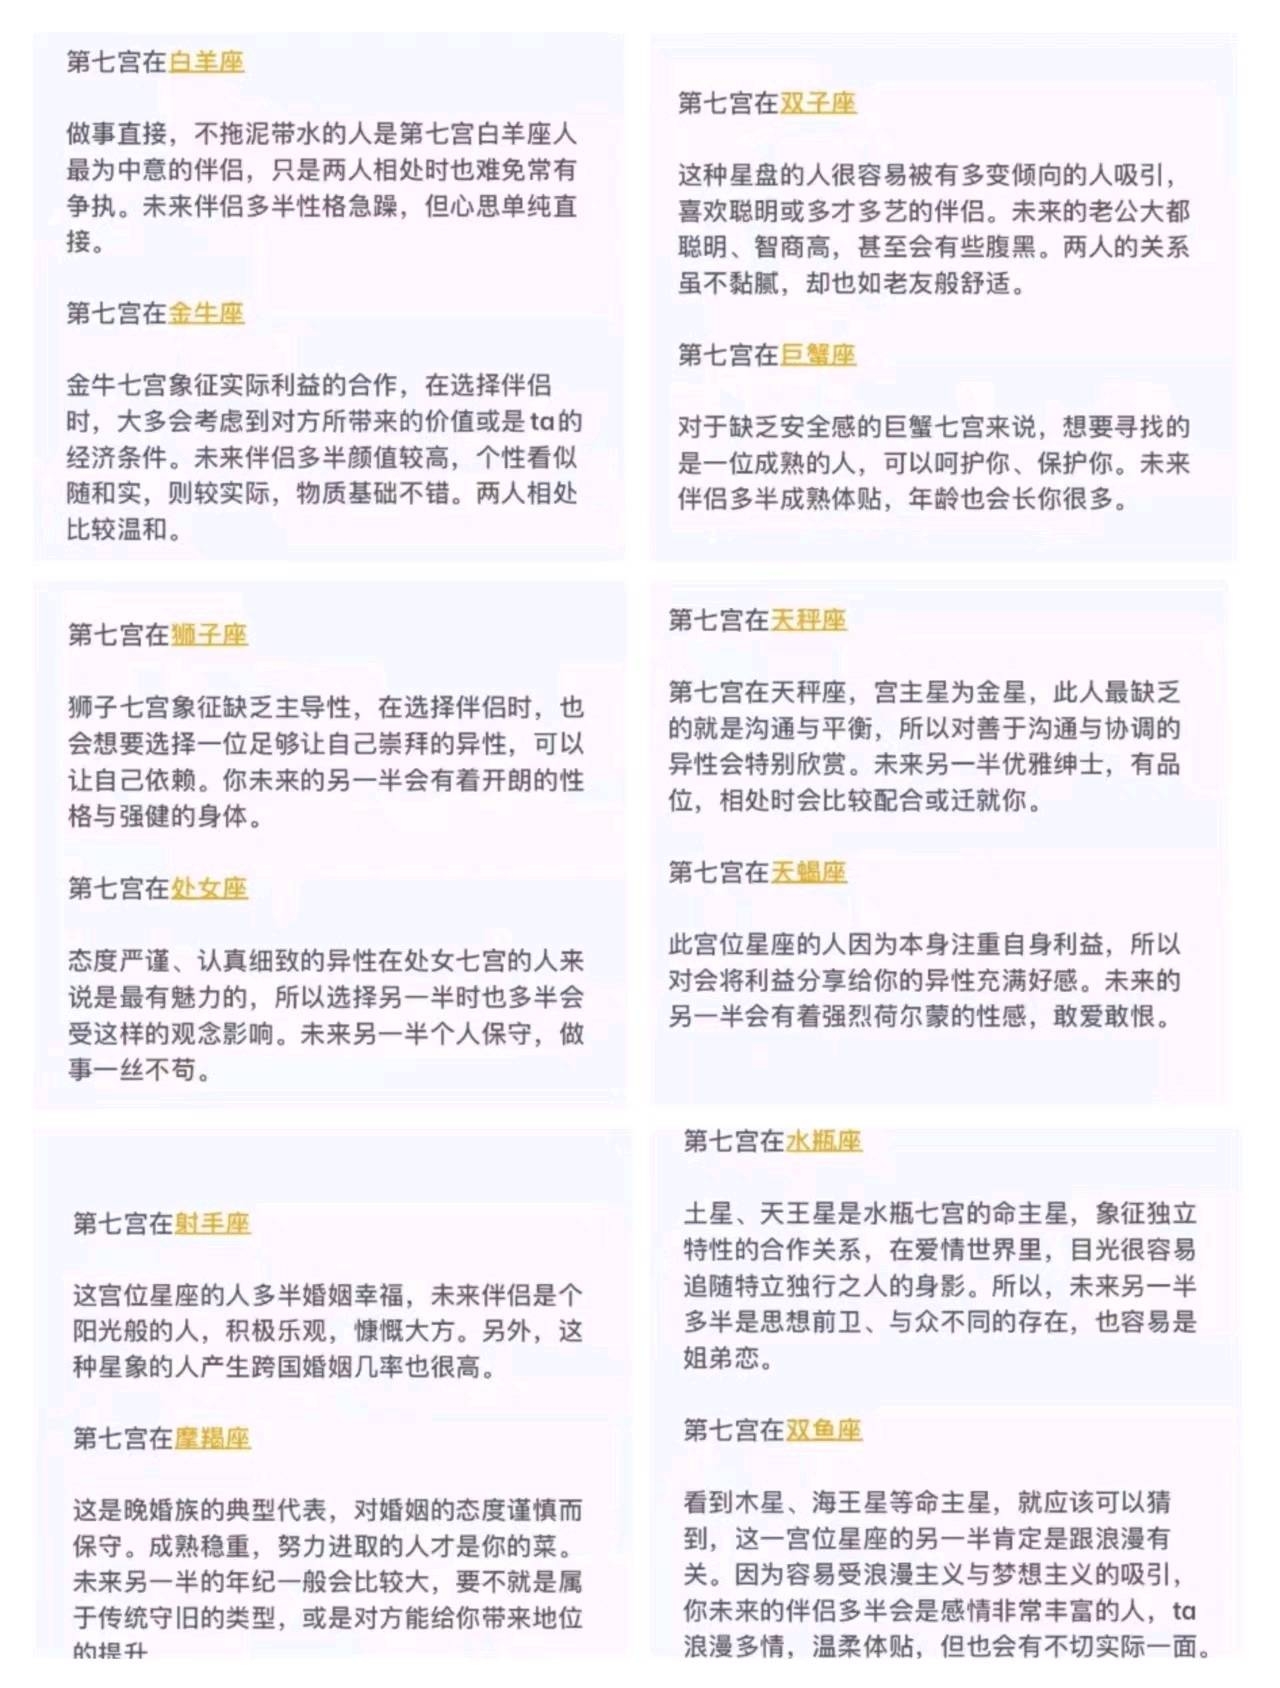 第七宫在白羊座
做事直接，不拖泥带水的人是第七宫白羊座人
最为中意的伴侣，只是两人相处时也难免常有
争执。未来伴侣多半性格急躁，但心思单纯直
接。
第七宫在金牛座
金牛七宫象征实际利益的合作，在选择伴侣
时，大多会考虑到对方所带来的价值或是ta的
经济条件。未来伴侣多半颜值较高，个性看似
随和实，则较实际，物质基础不错。两人相处
比较温和。
第七宫在双子座
这种星盘的人很容易被有多变倾向的人吸引，
喜欢聪明或多才多艺的伴侣。未来的老公大都
聪明、智商高，甚至会有些腹黑。两人的关系
虽不黏腻，却也如老友般舒适。
第七宫在巨蟹座
对于缺乏安全感的巨蟹七宫来说，想要寻找的
是一位成熟的人，可以呵护你、保护你。未来
伴侣多半成熟体贴，年龄也会长你很多。
第七宫在狮子座
狮子七宫象征缺乏主导性，在选择伴侣时，也
会想要选择一位足够让自己崇拜的异性，可以
让自己依赖。你未来的另一半会有着开朗的性
格与强健的身体。
第七宫在处女座
态度严谨、认真细致的异性在处女七宫的人来
说是最有魅力的，所以选择另一半时也多半会
受这样的观念影响。未来另一半个人保守，做
事一丝不苟。
第七宫在天秤座
第七宫在天秤座，宫主星为金星，此人最缺乏
的就是沟通与平衡，所以对善于沟通与协调的
异性会特别欣赏。未来另一半优雅绅士，有品
位，相处时会比较配合或迁就你。
第七宫在天蝎座
此宫位星座的人因为本身注重自身利益，所以
对会将利益分享给你的异性充满好感。未来的
另一半会有着强烈荷尔蒙的性感，敢爱敢恨。
第七宫在射手座
这宫位星座的人多半婚姻幸福，未来伴侣是个
阳光般的人，积极乐观，慷慨大方。另外，这
种星象的人产生跨国婚姻几率也很高。
第七宫在摩羯座
这是晚婚族的典型代表，对婚姻的态度谨慎而
保守。成熟稳重，努力进取的人才是你的菜。
未来另一半的年纪一般会比较大，要不就是属
于传统守旧的类型，或是对方能给你带来地位
的提升
第七宫在水瓶座
土星、天王星是水瓶七宫的命主星，象征独立
特性的合作关系，在爱情世界里，目光很容易
追随特立独行之人的身影。所以，未来另一半
多半是思想前卫、与众不同的存在，也容易是
姐弟恋。
第七宫在双鱼座
看到木星、海王星等命主星，就应该可以猜
到，这一宫位星座的另一半肯定是跟浪漫有
关。因为容易受浪漫主义与梦想主义的吸引，
你未来的伴侣多半会是感情非常丰富的人，ta
浪漫多情，温柔体贴，但也会有不切实际一面。